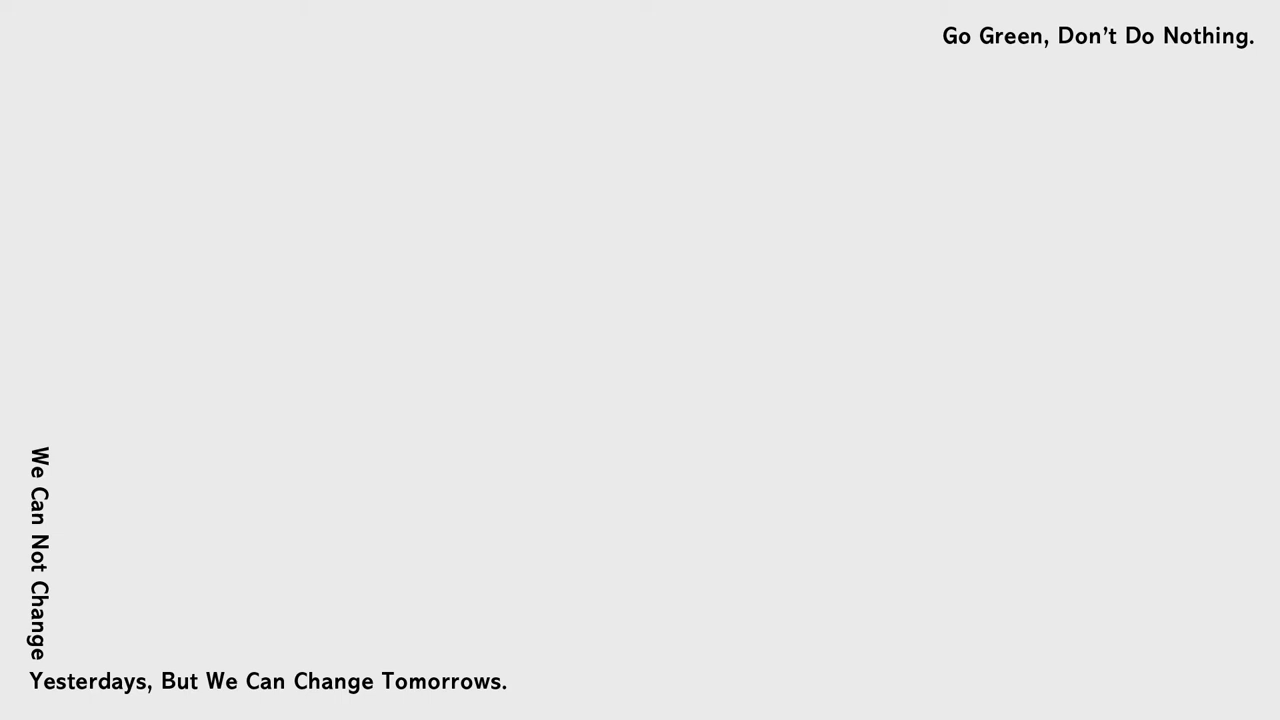 Go Green, Don’t Do Nothing.
We Can Not Change
Yesterdays, But We Can Change Tomorrows.